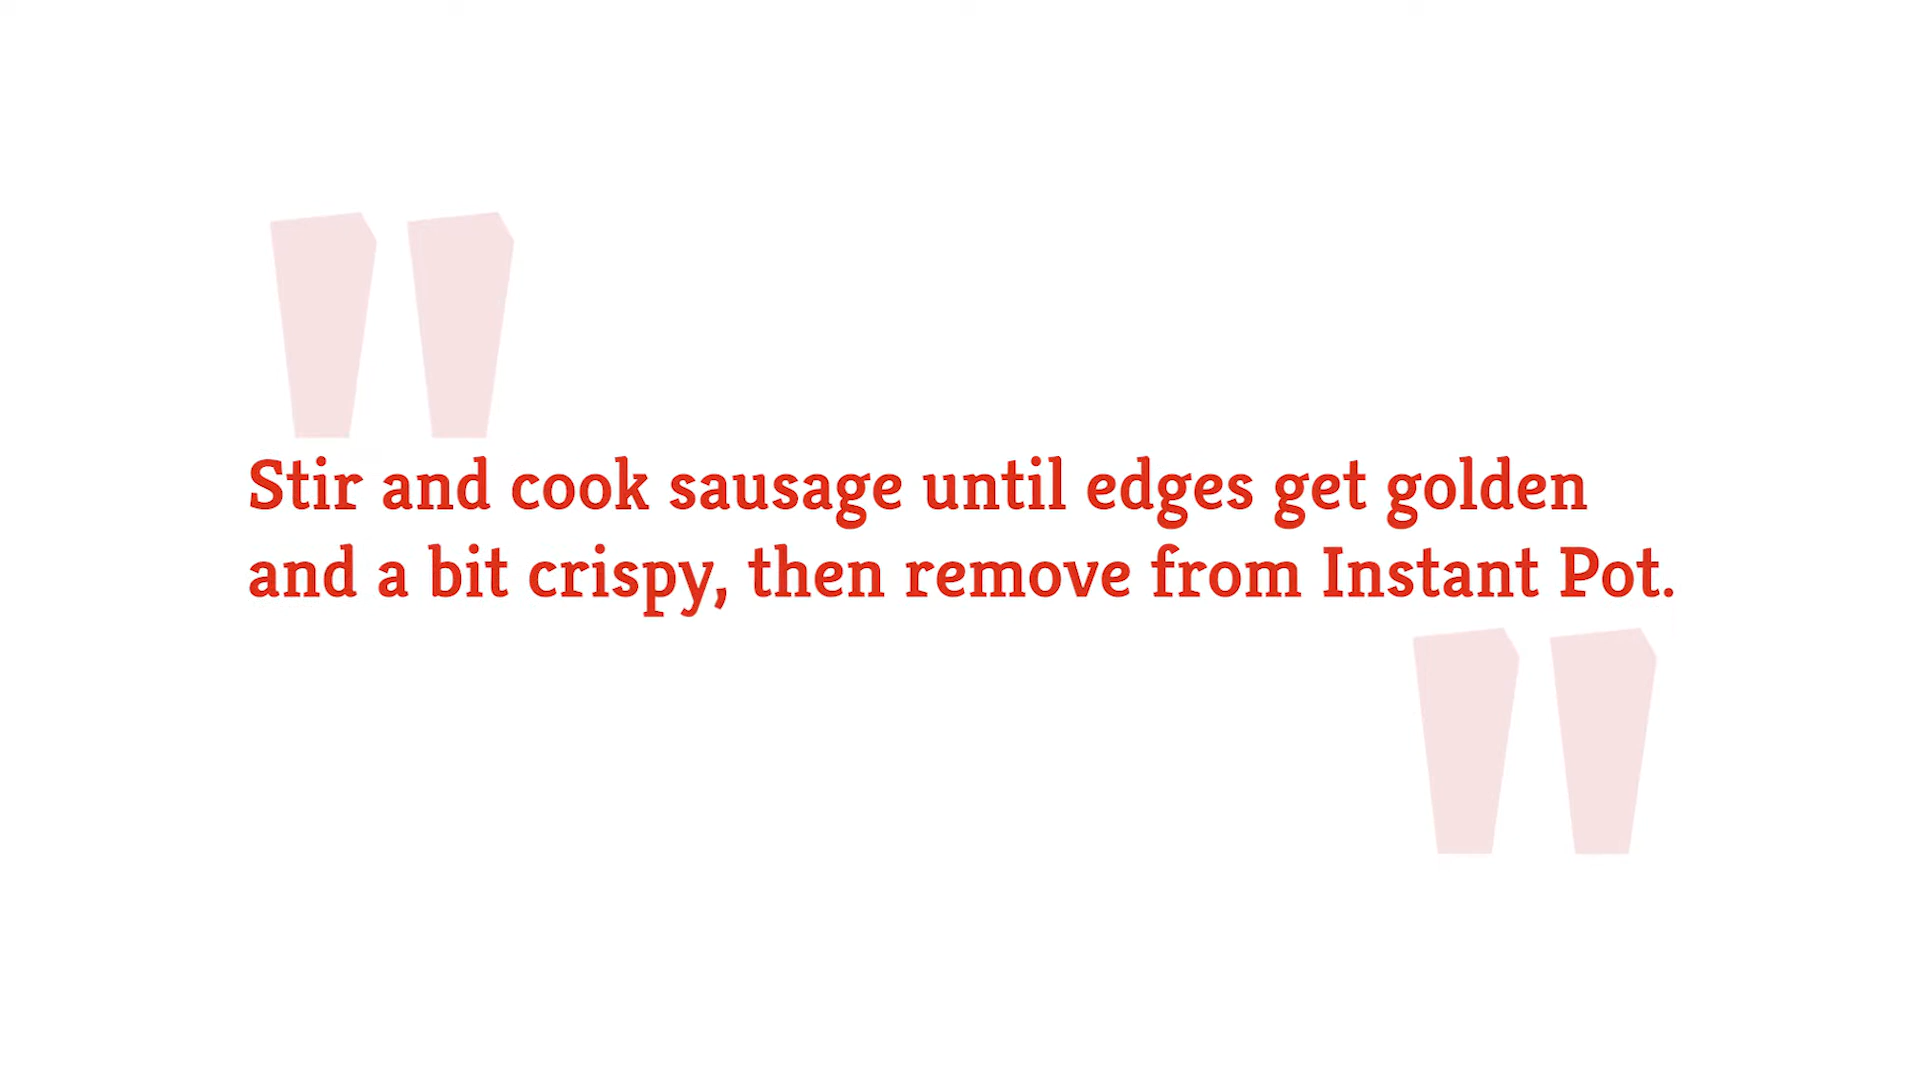 "
Stir and cook sausage until edges get golden
and a bit crispy, then remove from Instant Pot.
"